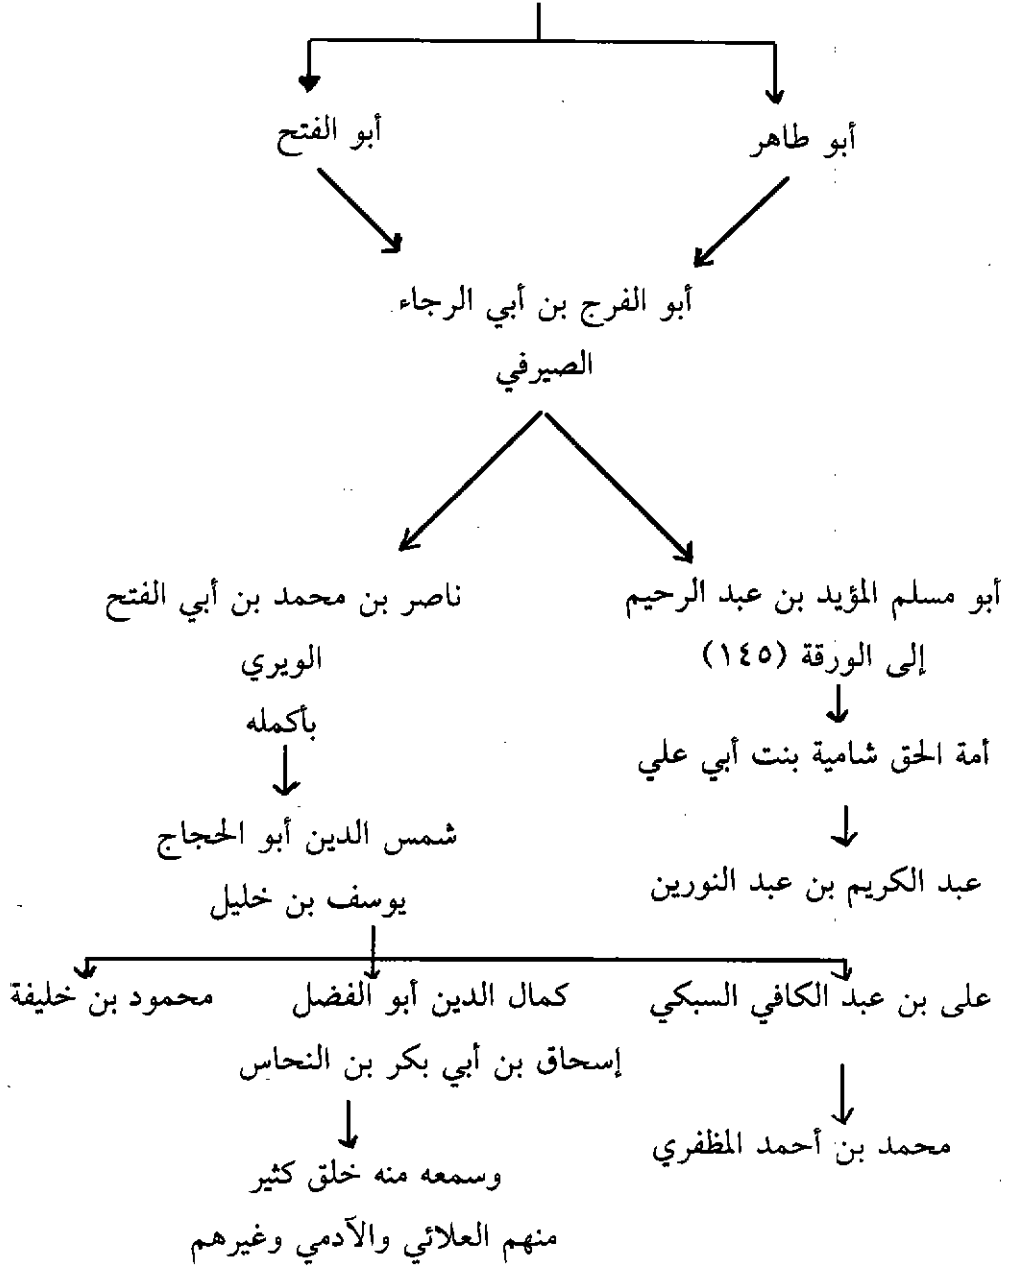 أبو طاهر
أبو الفتح
أبو الفرج بن أبي الرجاء
الصيرفي
أبو مسلم المؤيد بن عبد الرحيم
إلى الورقة (١٤٥)
أمة الحق شامية بنت أبي علي
عبد الكريم بن عبد النورين
ناصر بن محمد بن أبي الفتح
الويري
بأكمله
شمس الدين أبو الحجاج
يوسف بن خليل
على بن عبد الكافي السبكي
محمد بن أحمد المظفري
كمال الدين أبو الفضل
إسحاق بن أبي بكر بن النحاس
وسمعه منه خلق كثير
منهم العلائي والآدمي وغيرهم
محمود بن خليفة